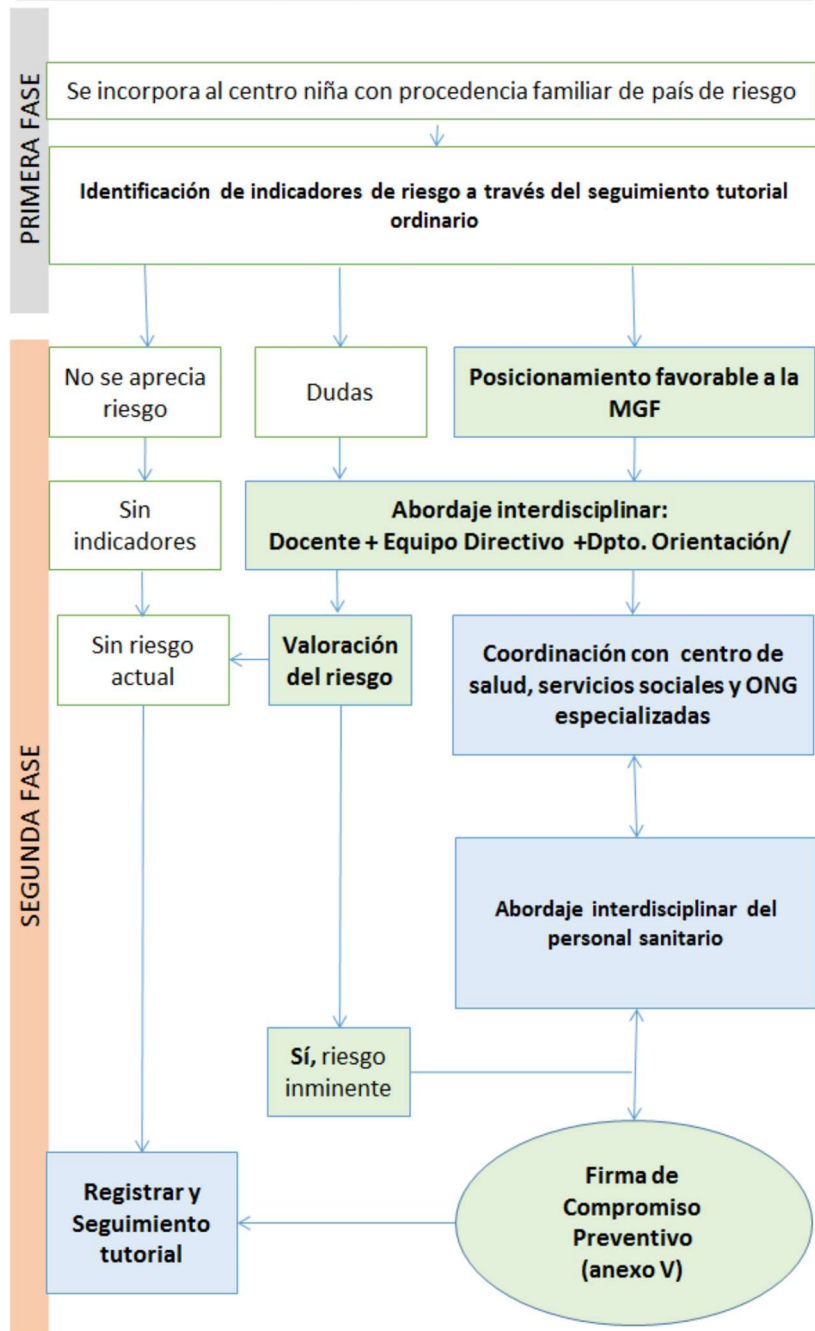 PRIMERA FASE
Se incorpora al centro niña con procedencia familiar de país de riesgo
Identificación de indicadores de riesgo a través del seguimiento tutorial
ordinario
SEGUNDA FASE
No se aprecia
riesgo
Dudas
Posicionamiento favorable a la
MGF
Sin
indicadores
Abordaje interdisciplinar:
Docente + Equipo Directivo +Dpto. Orientación/
Sin riesgo
actual
Valoración
del riesgo
Coordinación con centro de
salud, servicios sociales y ONG
especializadas
Abordaje interdisciplinar del
personal sanitario
Sí, riesgo
inminente
Registrar y
Seguimiento
tutorial
Firma de
Compromiso
Preventivo
(anexo V)